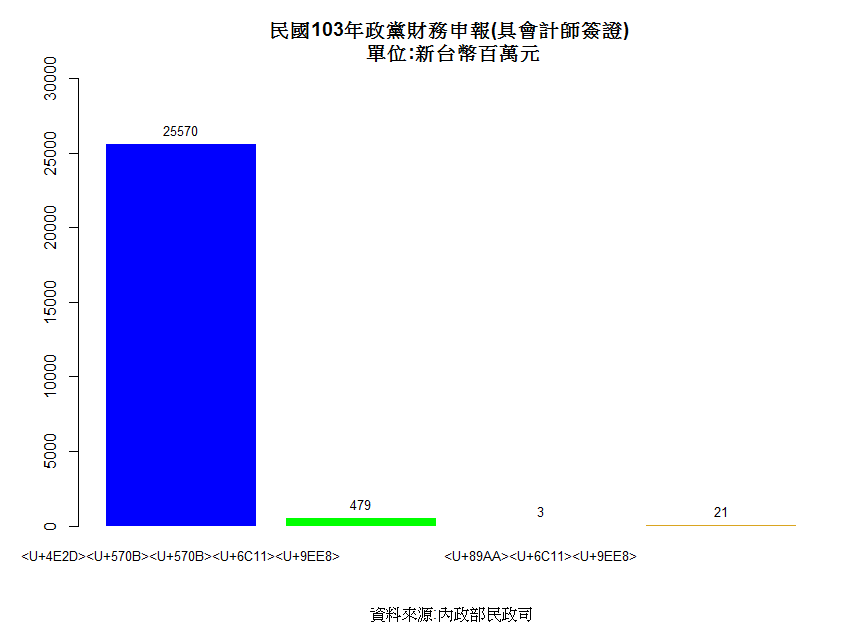 民國103年政黨財務申報(具會計師簽證)
單位:新台幣百萬元
30000
25000
20000
15000
10000
5000
0
25570
479
3
21
<U+4E2D><U+570B><U+570B><U+6C11><U+9EE8>
<U+89AA><U+6C11><U+9EE8>
資料來源:內政部民政司